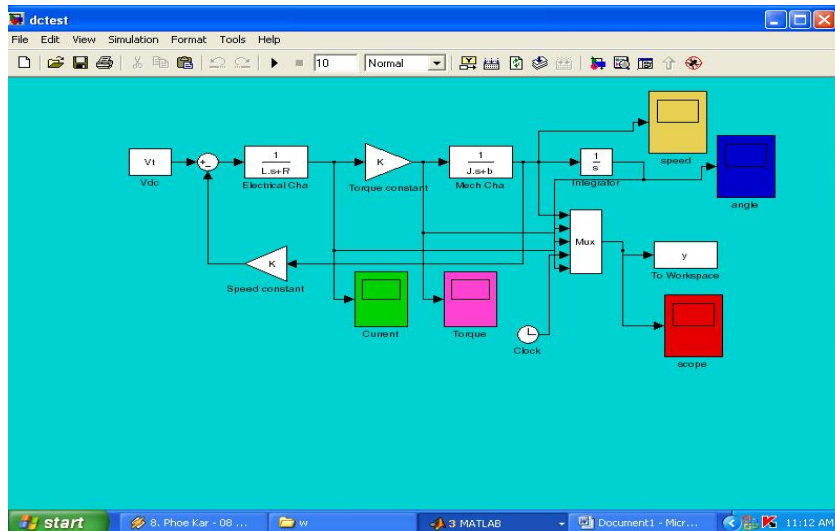 dctest
File Edit View Simulation Format Tools Help
10 Normal
speed
Vt
Vdc
+
-
1
L.s+R
Electrical Cha
K
Torque constant
1
J.s+b
Mech Cha
1
s
Integrator
angle
Mux
y
To Workspace
K
Speed constant
Current
Torque
Clock
scope
start
8. Phoe Kar - 08 ...
w
3 MATLAB
Document1 - Micr...
11:12 AM